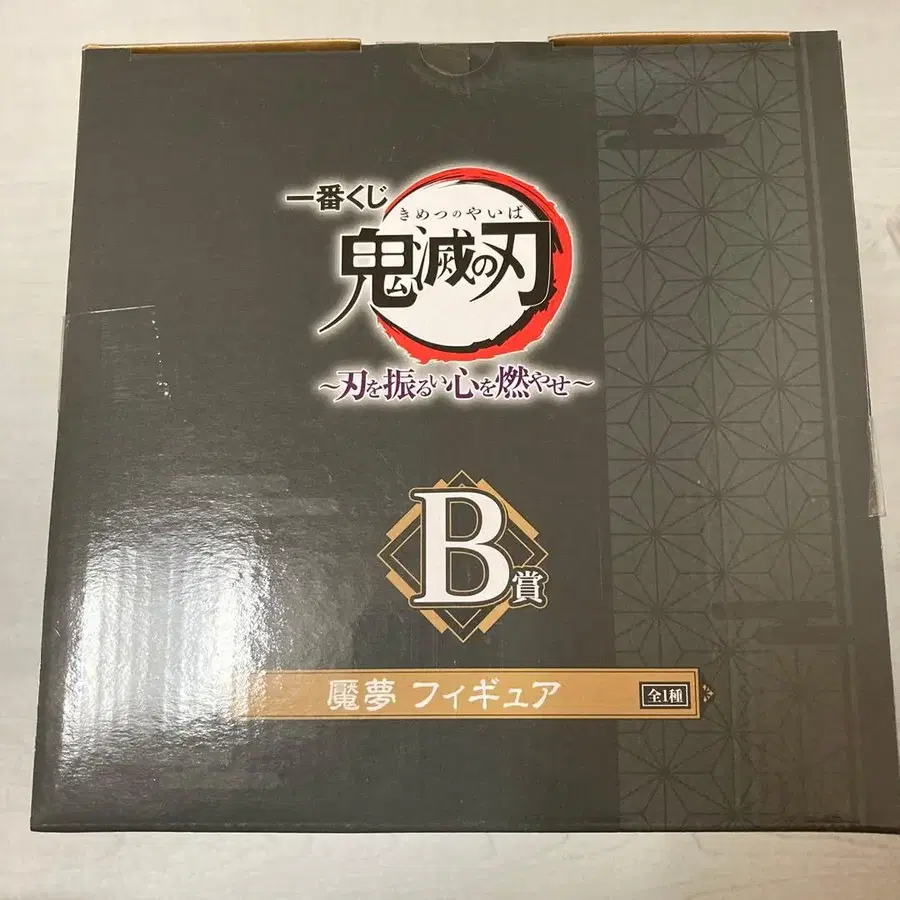 一番くじ
きめつのやいば
鬼滅の刃
～刃を振るい心を燃やせ～
B賞
魘夢 フィギュア 全1種